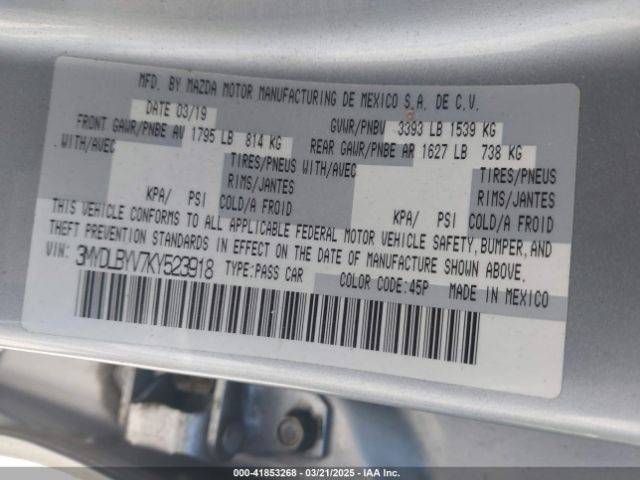 MFD. BY MAZDA MOTOR MANUFACTURING DE MEXICO S.A. DE C.V.
DATE 03/19 GVWR/PNBV 3393 LB 1539 KG
FRONT GAWR/PNBE AV 1795 LB 814 KG REAR GAWR/PNBE AR 1627 LB 738 KG
WITH/AVEC TIRES/PNEUS WITH/AVEC TIRES/PNEUS
RIMS/JANTES RIMS/JANTES
KPA/ PSI COLD/A FROID KPA/ PSI COLD/A FROID
THIS VEHICLE CONFORMS TO ALL APPLICABLE FEDERAL MOTOR VEHICLE SAFETY, BUMPER, AND
THEFT PREVENTION STANDARDS IN EFFECT ON THE DATE OF MANUFACTURE SHOWN ABOVE.
VIN: 3MYDLBYV7KY523918 TYPE:PASS CAR COLOR CODE:45P MADE IN MEXICO
000-41853268 - 03/21/2025 - IAA Inc.